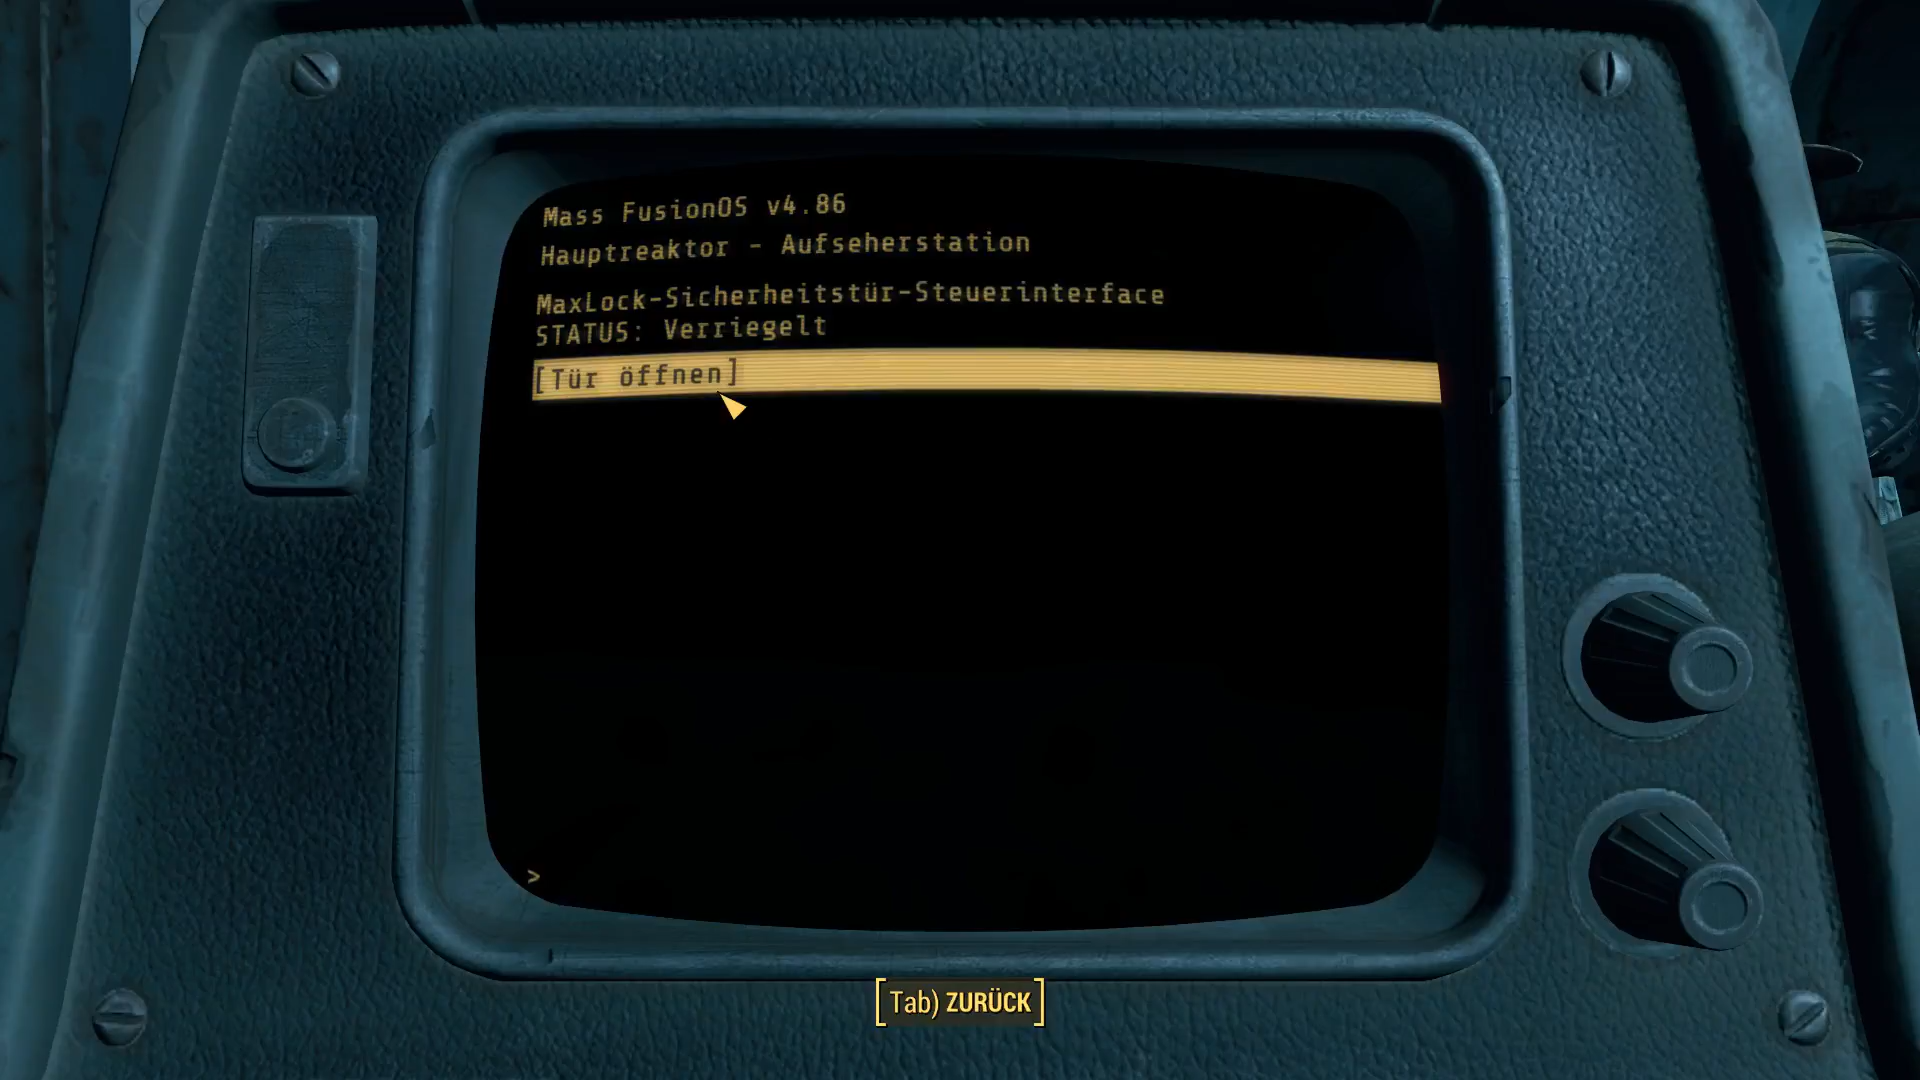 Mass FusionOS v4.86
Hauptreaktor - Aufseherstation
MaxLock-Sicherheitstür-Steuerinterface
STATUS: Verriegelt
[Tür öffnen]
>
[Tab) ZURÜCK]